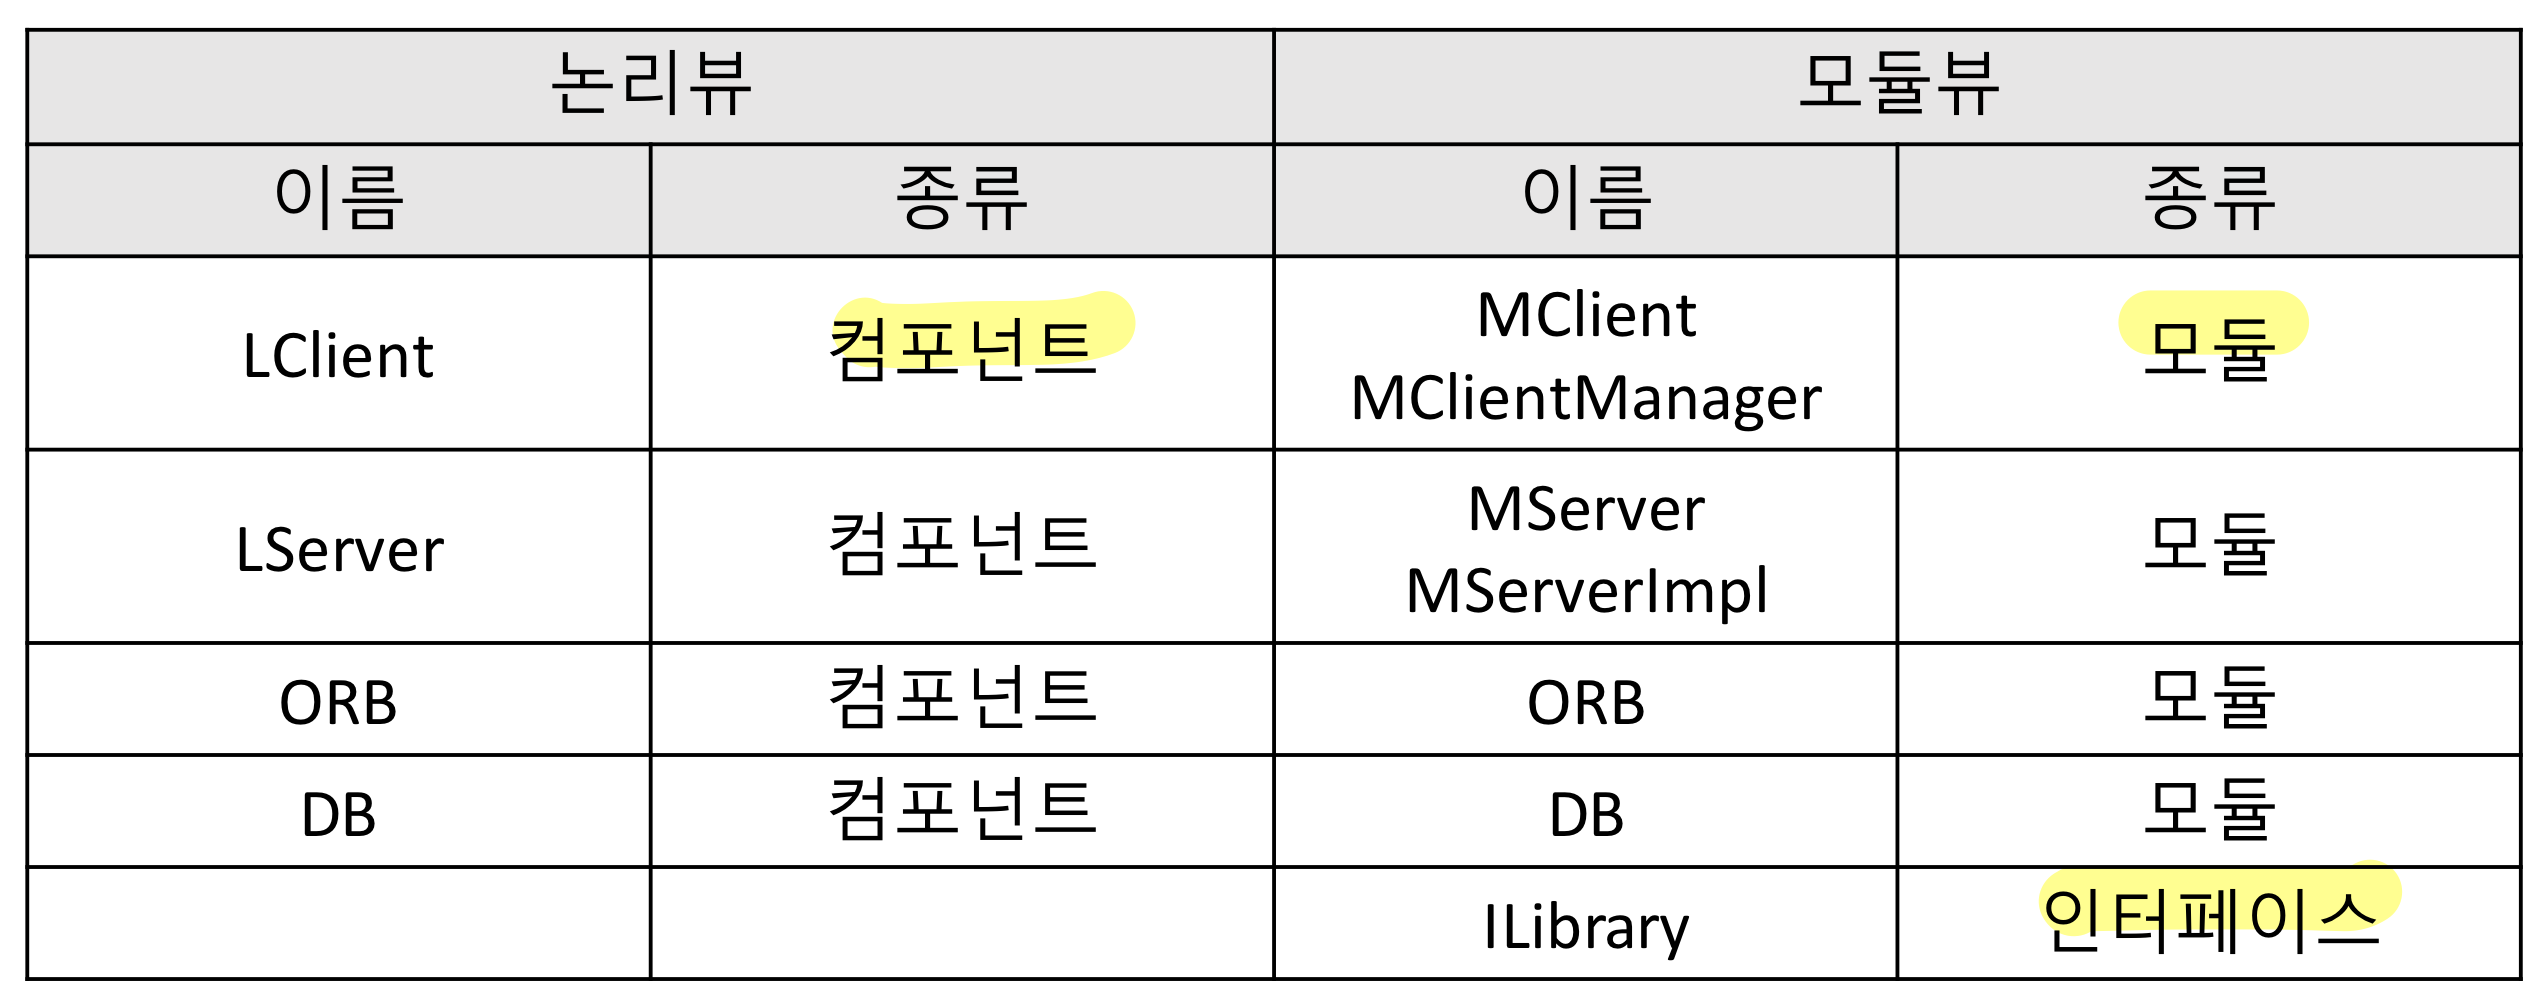 논리뷰 모듈뷰
이름 종류 이름 종류
LClient 컴포넌트 MClient 모듈
MClientManager
LServer 컴포넌트 MServer 모듈
MServerImpl
ORB 컴포넌트 ORB 모듈
DB 컴포넌트 DB 모듈
ILibrary 인터페이스